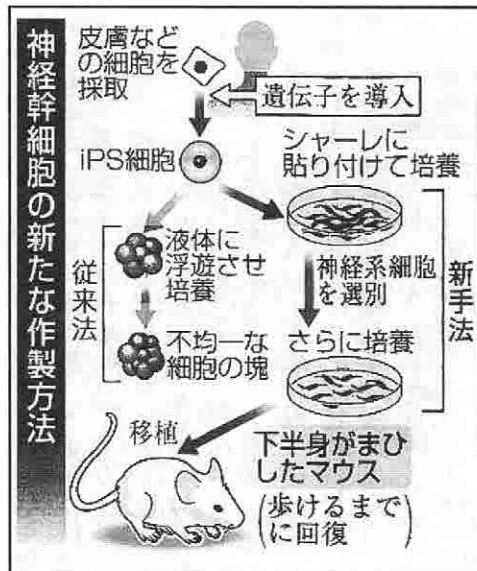 神経幹細胞の新たな作製方法
皮膚など
の細胞を
採取
遺伝子を導入
iPS細胞
シャーレに
貼り付けて培養
従来法
液体に
浮遊させ
培養
不均一な
細胞の塊
神経系細胞
を選別
さらに培養
新手法
移植
下半身がまひ
したマウス
(歩けるまで
に回復)